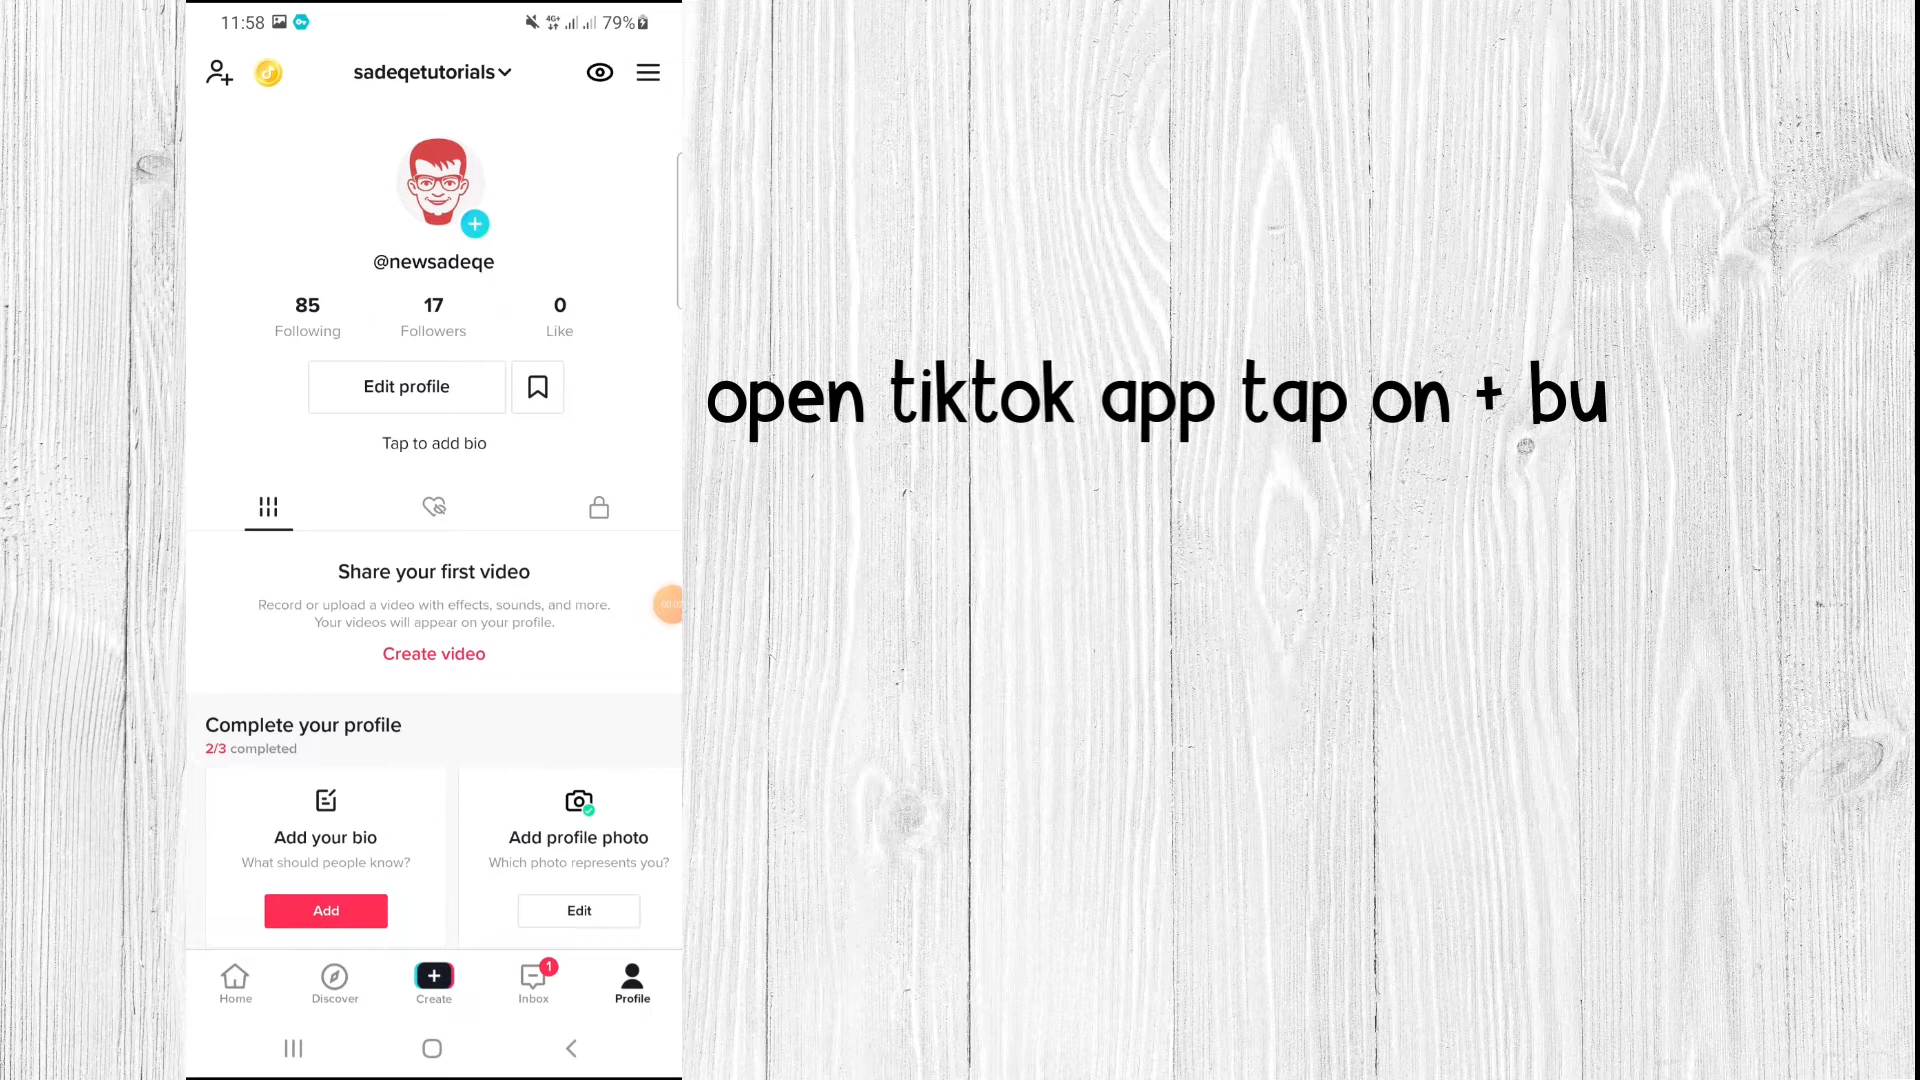 11:58
4G+
79%
sadeqetutorials
@newsadeqe
85 17 0
Following Followers Like
Edit profile
Tap to add bio
open tiktok app tap on + bu
Share your first video
Record or upload a video with effects, sounds, and more.
Your videos will appear on your profile.
Create video
Complete your profile
2/3 completed
Add your bio
What should people know?
Add
Add profile photo
Which photo represents you?
Edit
1
Home Discover Create Inbox Profile